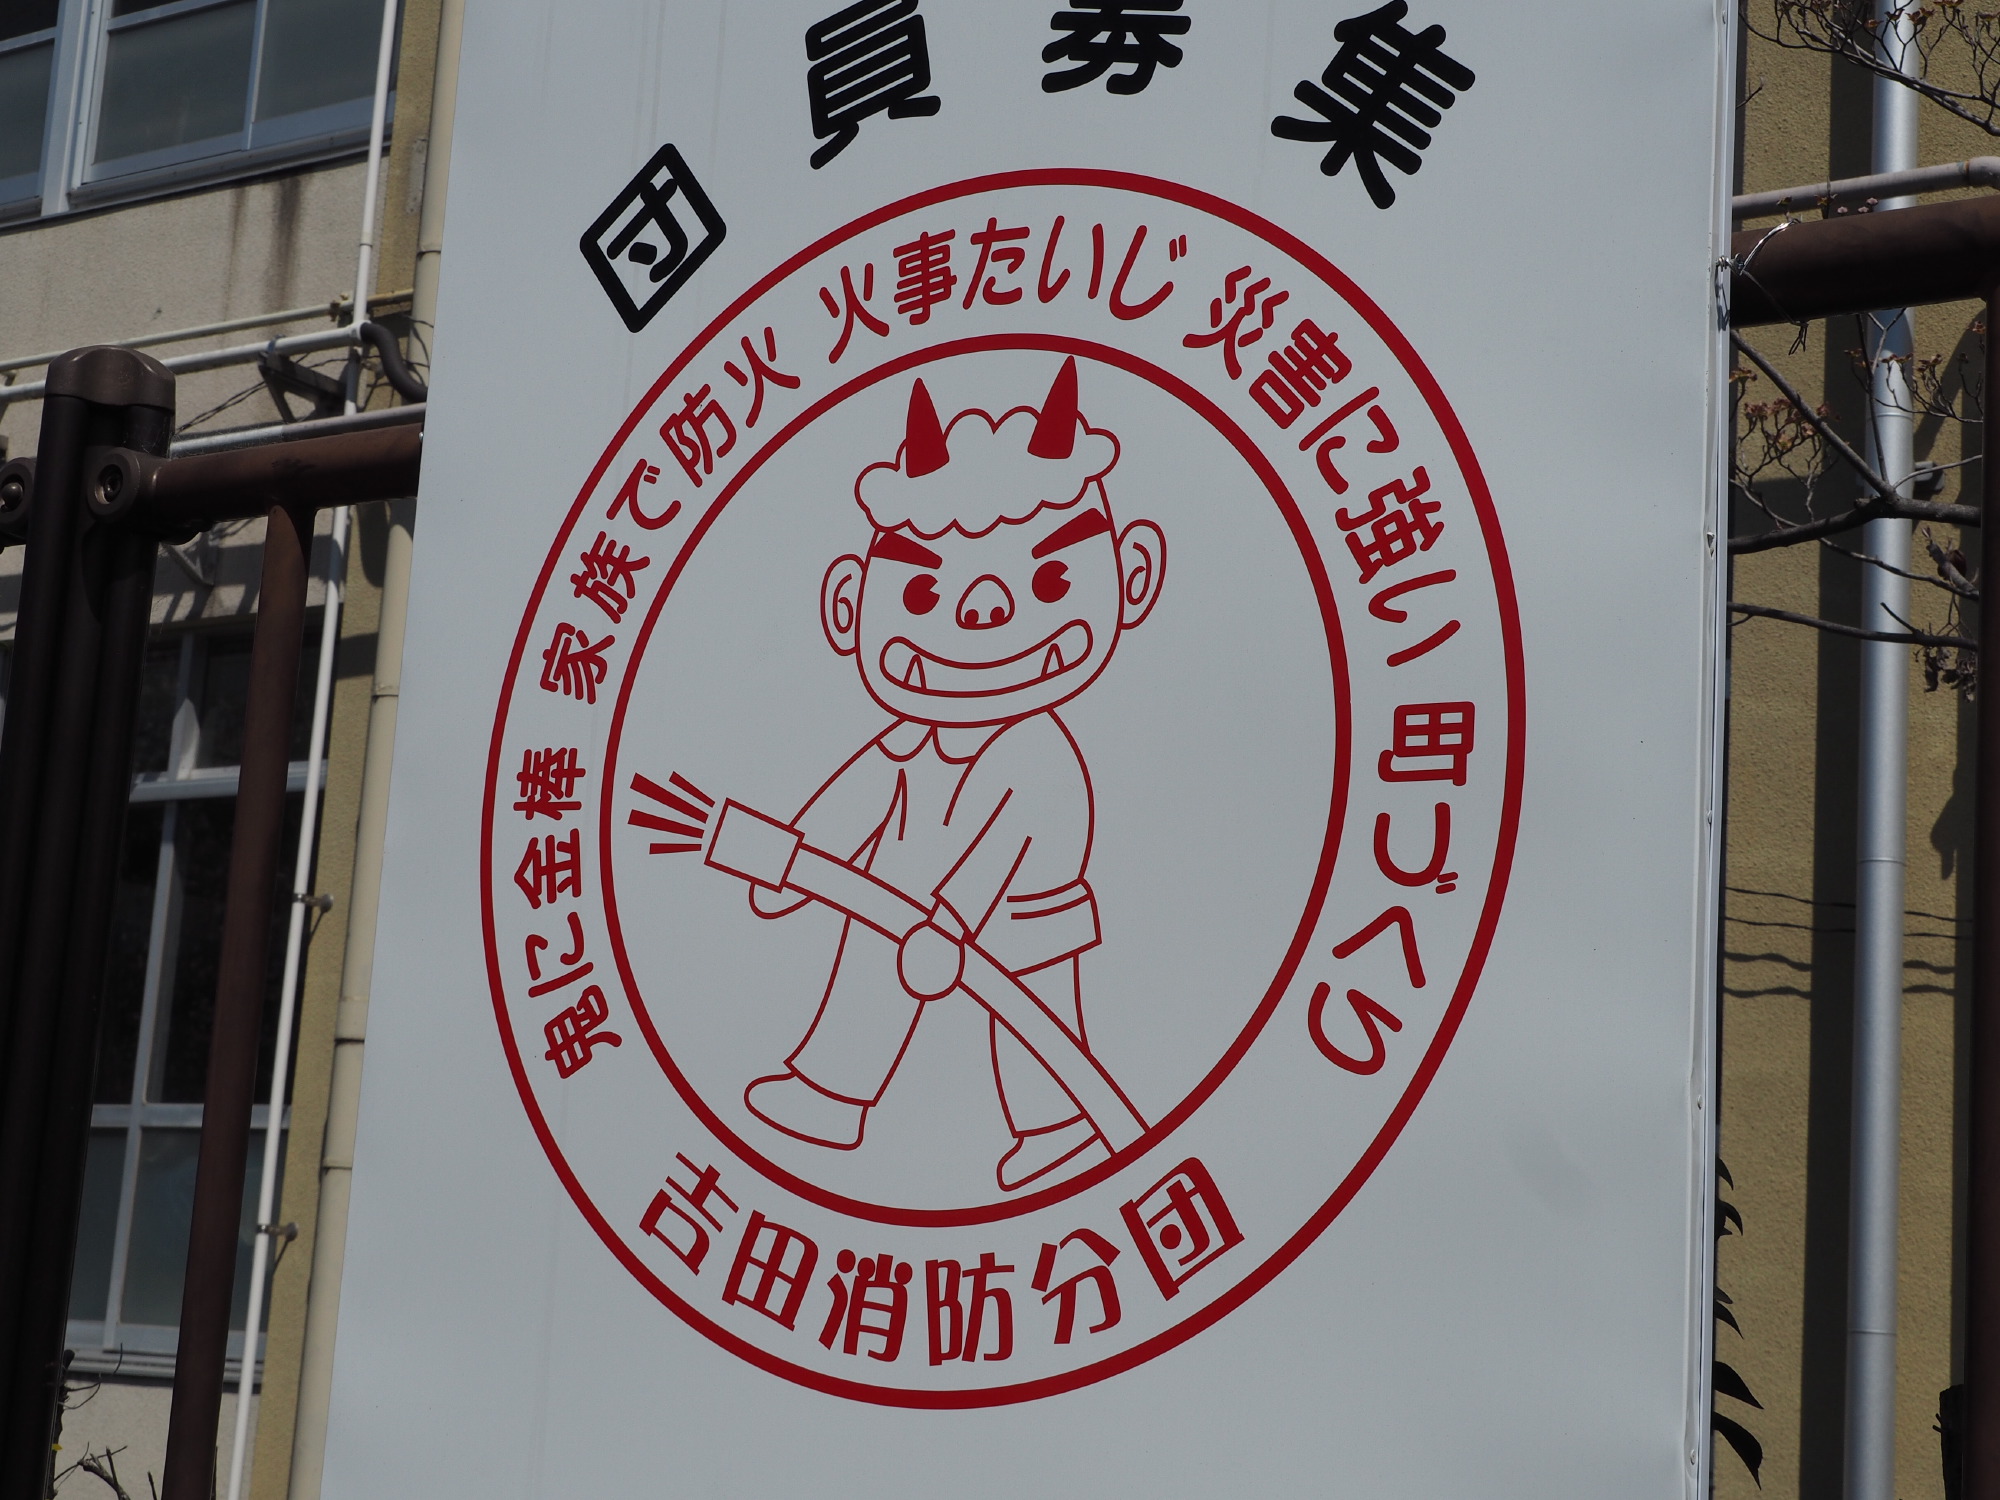 団員募集
鬼に金棒 家族で防火 火事たいじ 災害に強い 町づくり
吉田消防分団